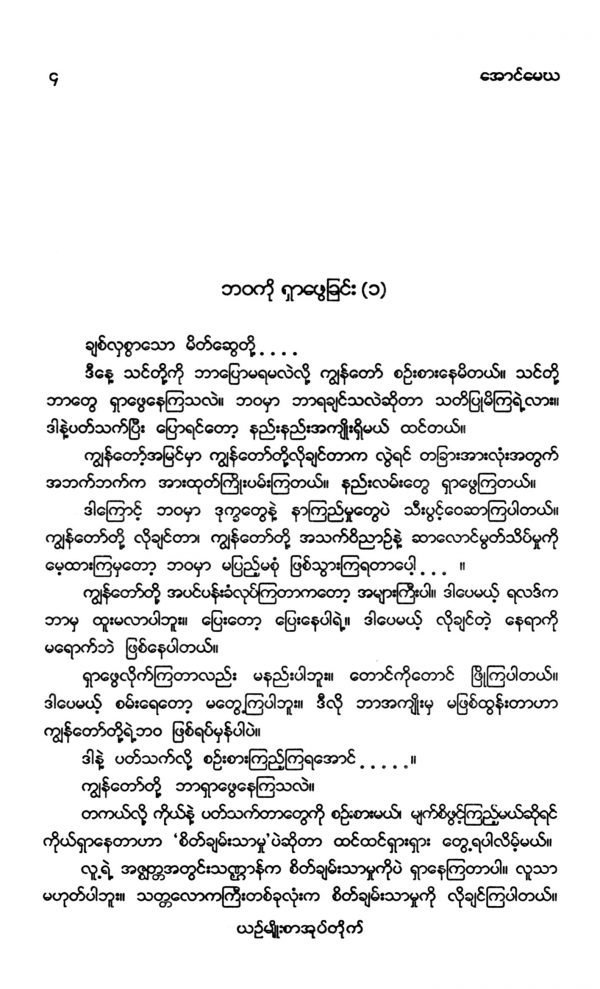 ၄ အောင်မေဃ
ဘဝကို ရှာဖွေခြင်း (၁)
ချစ်လှစွာသော မိတ်ဆွေတို့ . . . .
ဒီနေ့ သင်တို့ကို ဘာပြောမရမလဲလို့ ကျွန်တော် စဉ်းစားနေမိတယ်။ သင်တို့
ဘာတွေ ရှာဖွေနေကြသလဲ။ ဘဝမှာ ဘာရချင်သလဲဆိုတာ သတိပြုမိကြရဲ့လား။
ဒါနဲ့ပတ်သက်ပြီး ပြောရင်တော့ နည်းနည်းအကျိုးရှိမယ် ထင်တယ်။
ကျွန်တော့်အမြင်မှာ ကျွန်တော်တို့လိုချင်တာက လွဲရင် တခြားအားလုံးအတွက်
အဘက်ဘက်က အားထုတ်ကြိုးပမ်းကြတယ်။ နည်းလမ်းတွေ ရှာဖွေကြတယ်။
ဒါကြောင့် ဘဝမှာ ဒုက္ခတွေနဲ့ နာကြည်မှုတွေပဲ သီးပွင့်ဝေဆာကြပါတယ်။
ကျွန်တော်တို့ လိုချင်တာ၊ ကျွန်တော်တို့ အသက်ဝိညာဉ်နဲ့ ဆာလောင်မွတ်သိပ်မှုကို
မေ့ထားကြမှတော့ ဘဝမှာ မပြည့်မစုံ ဖြစ်သွားကြရတာပေါ့ . . . ။
ကျွန်တော်တို့ အပင်ပန်းခံလုပ်ကြတာကတော့ အများကြီးပါ။ ဒါပေမယ့် ရလဒ်က
ဘာမှ ထူးမလာပါဘူး။ ပြေးတော့ ပြေးနေပါရဲ့။ ဒါပေမယ့် လိုချင်တဲ့ နေရာကို
မရောက်ဘဲ ဖြစ်နေပါတယ်။
ရှာဖွေလိုက်ကြတာလည်း မနည်းပါဘူး။ တောင်ကိုတောင် ဖြိုကြပါတယ်။
ဒါပေမယ့် စမ်းရေတော့ မတွေ့ကြပါဘူး။ ဒီလို ဘာအကျိုးမှ မဖြစ်ထွန်းတာဟာ
ကျွန်တော်တို့ရဲ့ဘဝ ဖြစ်ရပ်မှန်ပါပဲ။
ဒါနဲ့ ပတ်သက်လို့ စဉ်းစားကြည့်ကြရအောင် . . . . . ။
ကျွန်တော်တို့ ဘာရှာဖွေနေကြသလဲ။
တကယ်လို့ ကိုယ့်နဲ့ ပတ်သက်တာတွေကို စဉ်းစားမယ်၊ မျက်စိဖွင့်ကြည့်မယ်ဆိုရင်
ကိုယ်ရှာနေတာဟာ ‘စိတ်ချမ်းသာမှု’ပဲဆိုတာ ထင်ထင်ရှားရှား တွေ့ရပါလိမ့်မယ်။
လူ့ရဲ့ အဇ္ဈတ္တအတွင်းသဏ္ဌာန်က စိတ်ချမ်းသာမှုကိုပဲ ရှာနေကြတာပါ။ လူသာ
မဟုတ်ပါဘူး။ သတ္တလောကကြီးတစ်ခုလုံးက စိတ်ချမ်းသာမှုကို လိုချင်ကြပါတယ်။
ယဉ်မျိုးစာအုပ်တိုက်